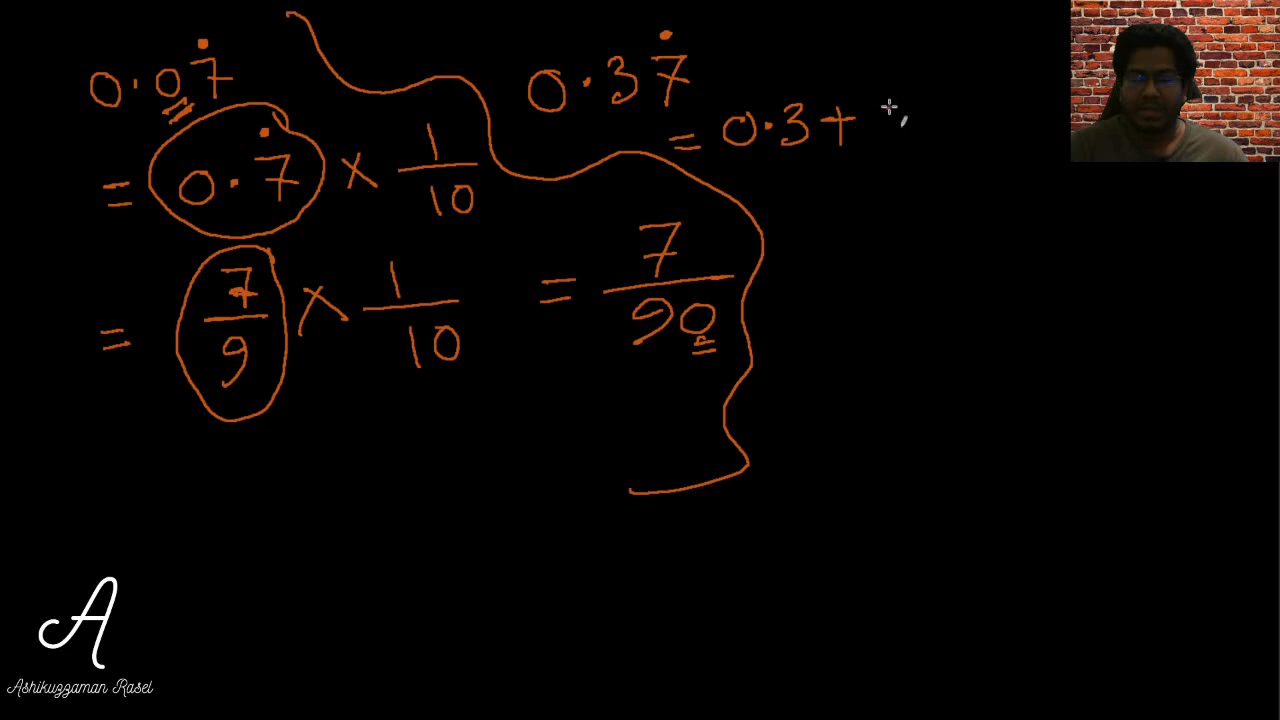 0.07̇
= 0.7̇ × 1/10
= 7/9 × 1/10 = 7/90
0.37̇
= 0.3 +
A
Ashikuzzaman Rasel